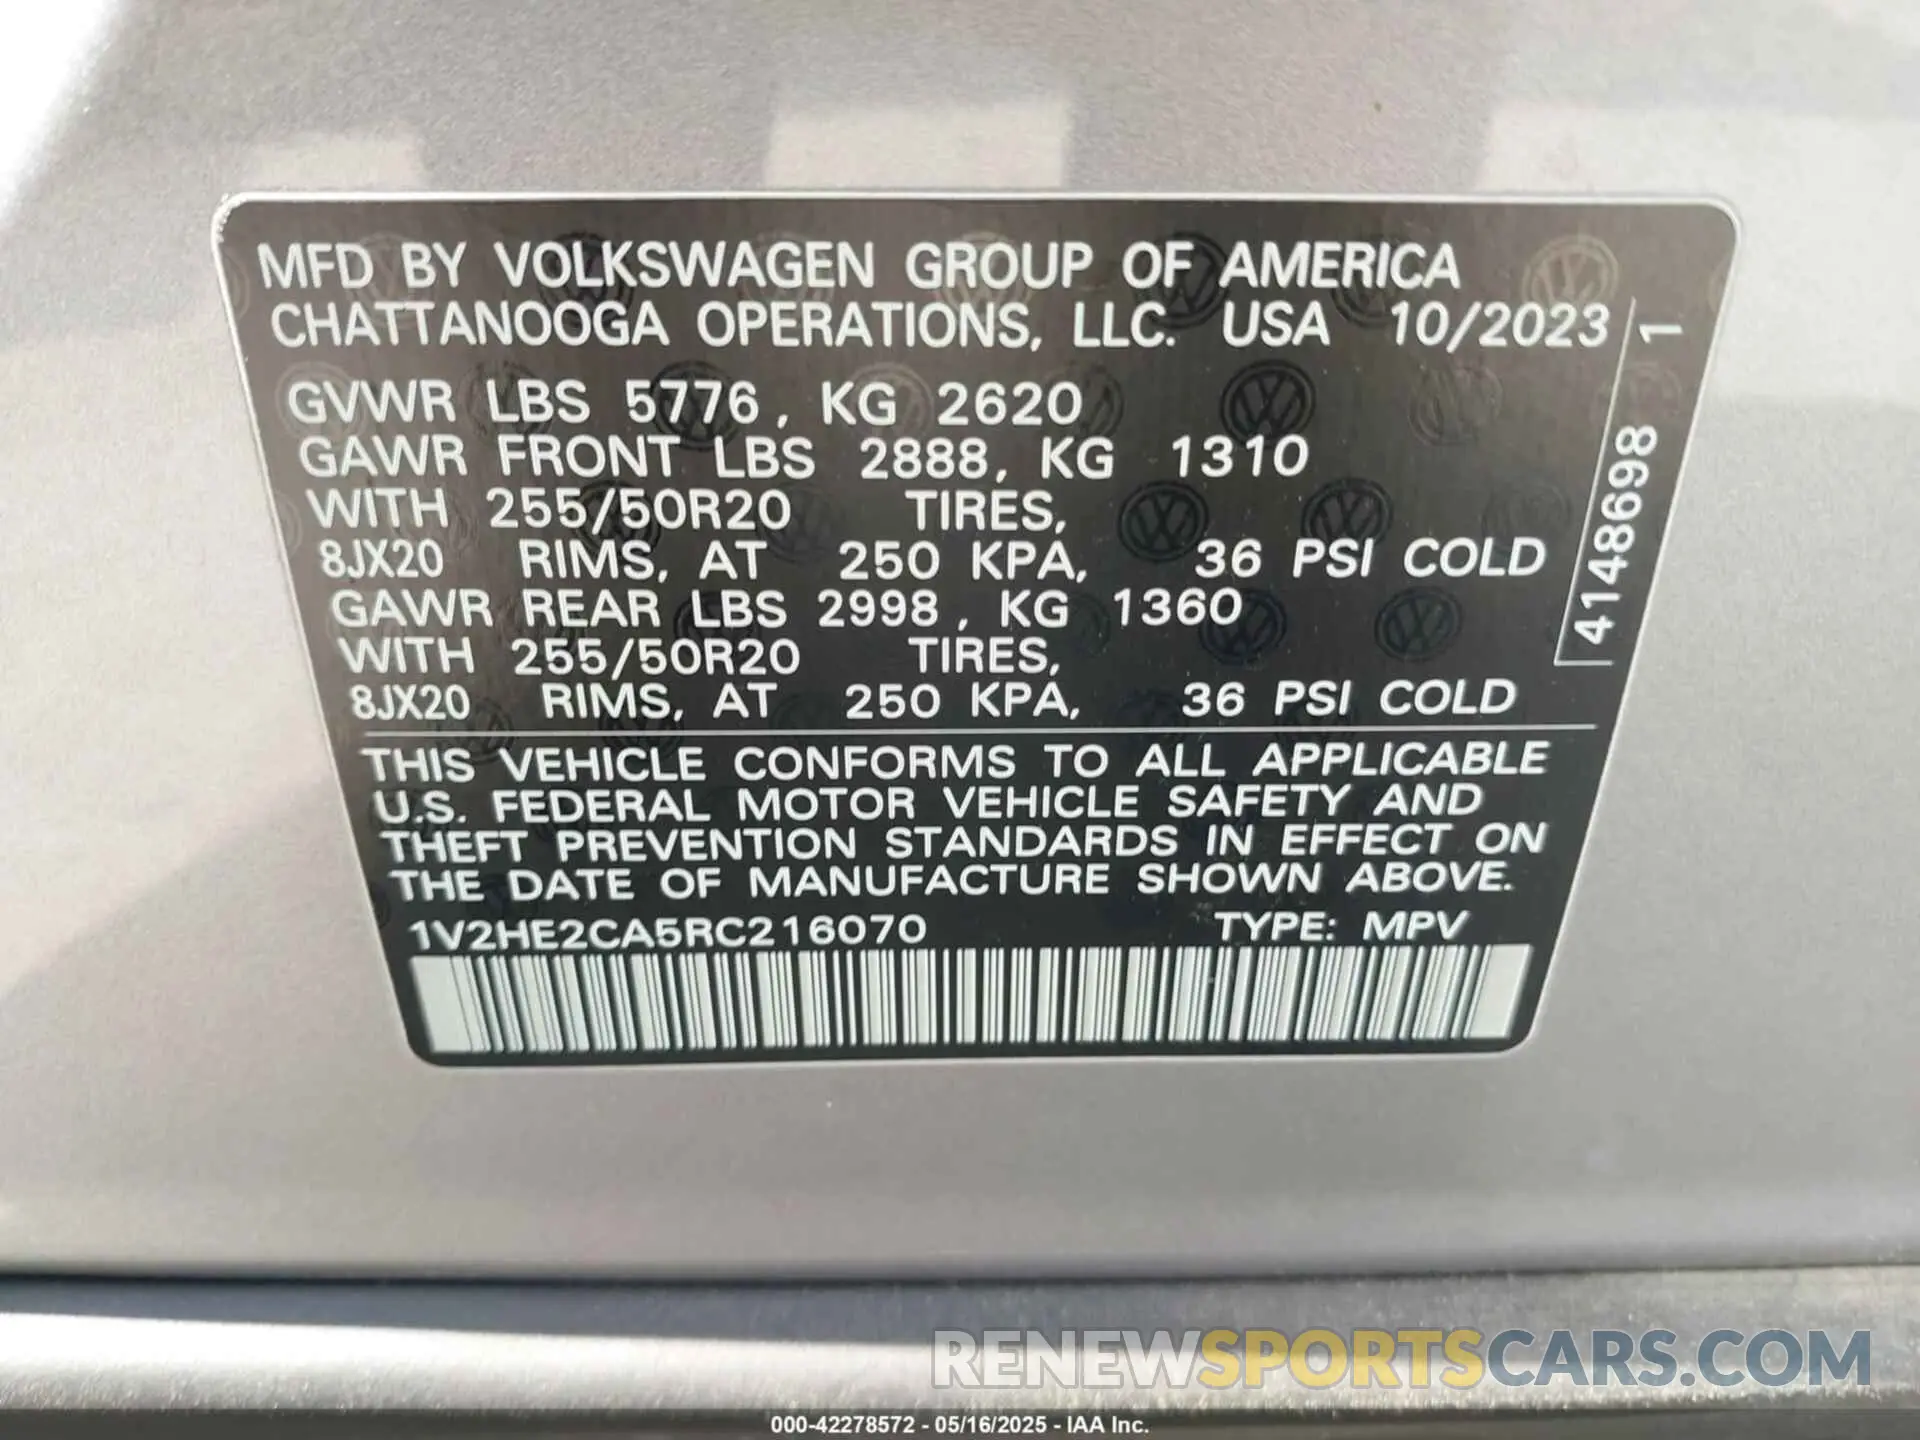 MFD BY VOLKSWAGEN GROUP OF AMERICA
CHATTANOOGA OPERATIONS, LLC. USA 10/2023
GVWR LBS 5776, KG 2620
GAWR FRONT LBS 2888, KG 1310
WITH 255/50R20 TIRES,
8JX20 RIMS, AT 250 KPA, 36 PSI COLD
GAWR REAR LBS 2998, KG 1360
WITH 255/50R20 TIRES,
8JX20 RIMS, AT 250 KPA, 36 PSI COLD
THIS VEHICLE CONFORMS TO ALL APPLICABLE
U.S. FEDERAL MOTOR VEHICLE SAFETY AND
THEFT PREVENTION STANDARDS IN EFFECT ON
THE DATE OF MANUFACTURE SHOWN ABOVE.
1V2HE2CA5RC216070 TYPE: MPV
4148698 1
RENEWSPORTSCARS.COM
000-42278572 - 05/16/2025 - IAA Inc.